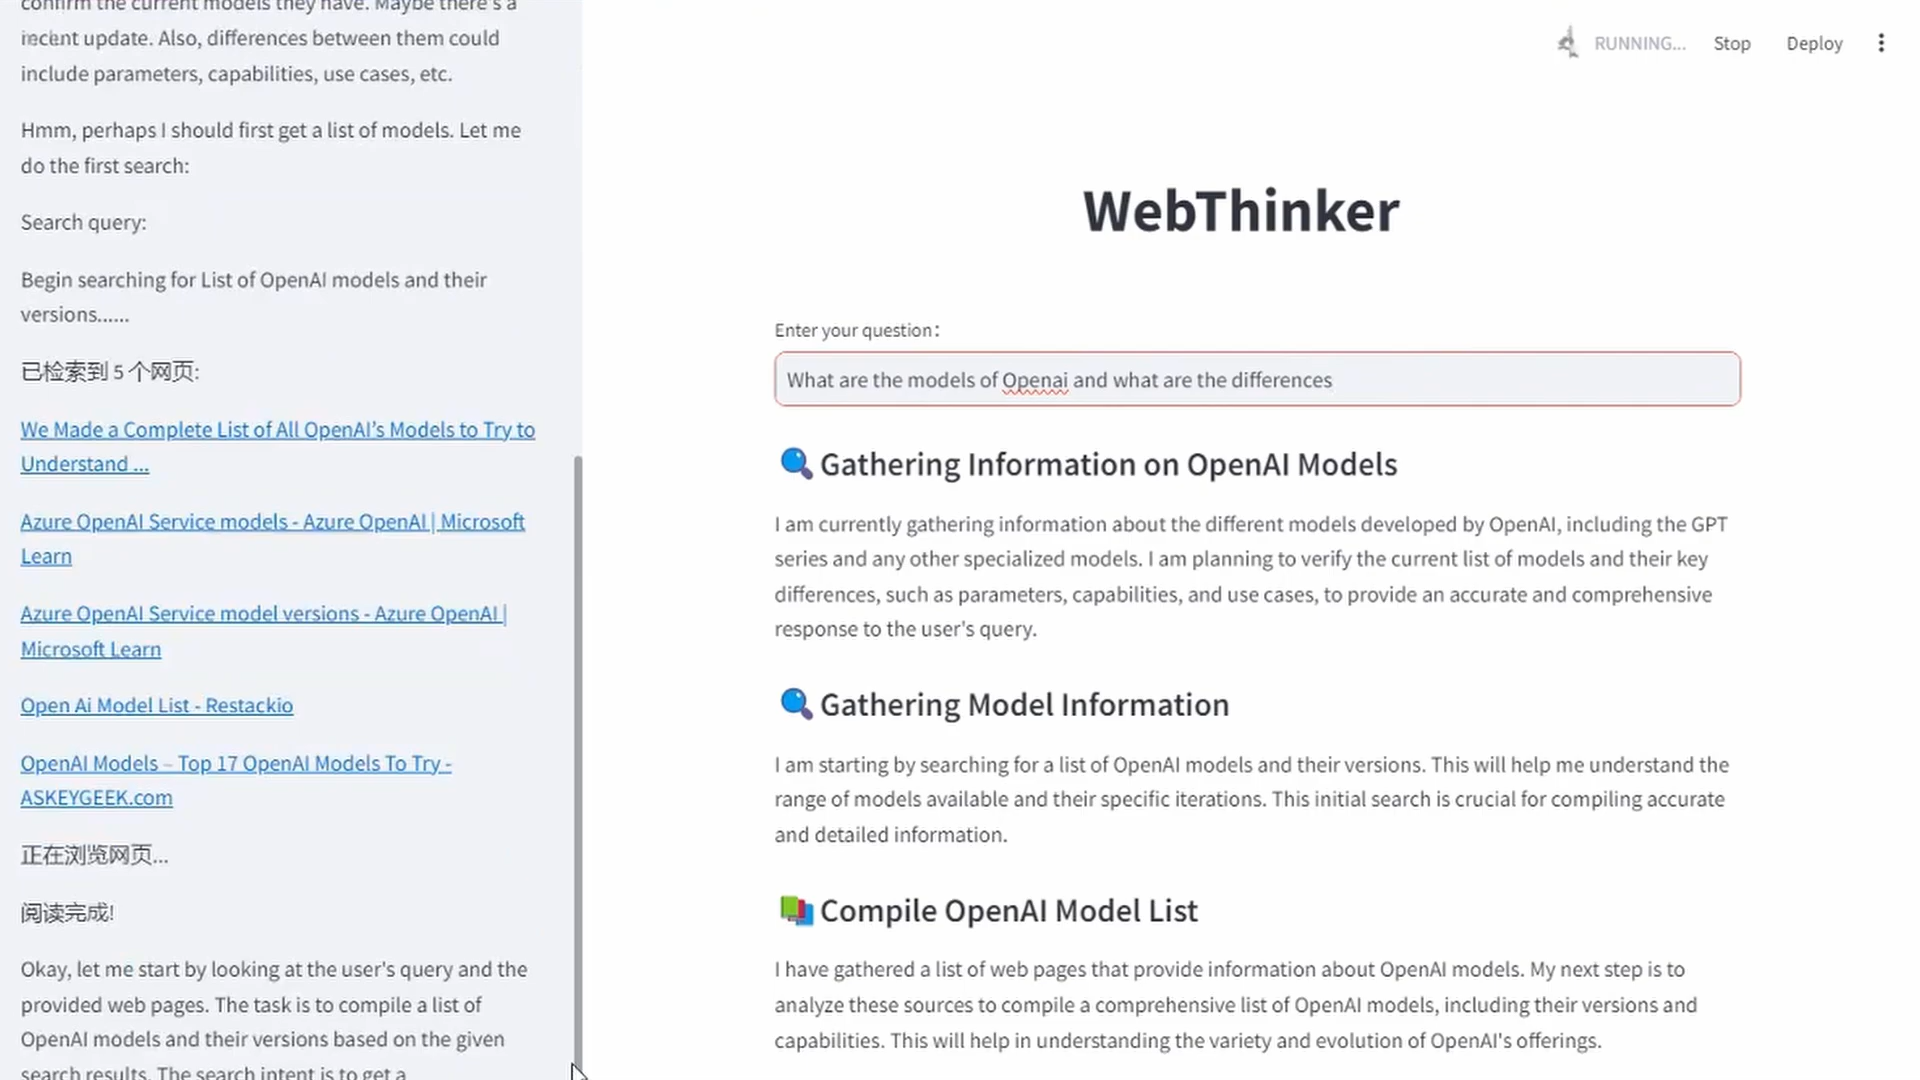 confirm the current models they have. Maybe there's a
recent update. Also, differences between them could
include parameters, capabilities, use cases, etc.
Hmm, perhaps I should first get a list of models. Let me
do the first search:
Search query:
Begin searching for List of OpenAI models and their
versions......
已检索到 5 个网页:
We Made a Complete List of All OpenAI's Models to Try to
Understand ...
Azure OpenAI Service models - Azure OpenAI | Microsoft
Learn
Azure OpenAI Service model versions - Azure OpenAI |
Microsoft Learn
Open Ai Model List - Restackio
OpenAI Models – Top 17 OpenAI Models To Try -
ASKEYGEEK.com
正在浏览网页...
阅读完成!
Okay, let me start by looking at the user's query and the
provided web pages. The task is to compile a list of
OpenAI models and their versions based on the given
search results. The search intent is to get a
RUNNING... Stop Deploy
WebThinker
Enter your question：
What are the models of Openai and what are the differences
Gathering Information on OpenAI Models
I am currently gathering information about the different models developed by OpenAI, including the GPT
series and any other specialized models. I am planning to verify the current list of models and their key
differences, such as parameters, capabilities, and use cases, to provide an accurate and comprehensive
response to the user's query.
Gathering Model Information
I am starting by searching for a list of OpenAI models and their versions. This will help me understand the
range of models available and their specific iterations. This initial search is crucial for compiling accurate
and detailed information.
Compile OpenAI Model List
I have gathered a list of web pages that provide information about OpenAI models. My next step is to
analyze these sources to compile a comprehensive list of OpenAI models, including their versions and
capabilities. This will help in understanding the variety and evolution of OpenAI's offerings.